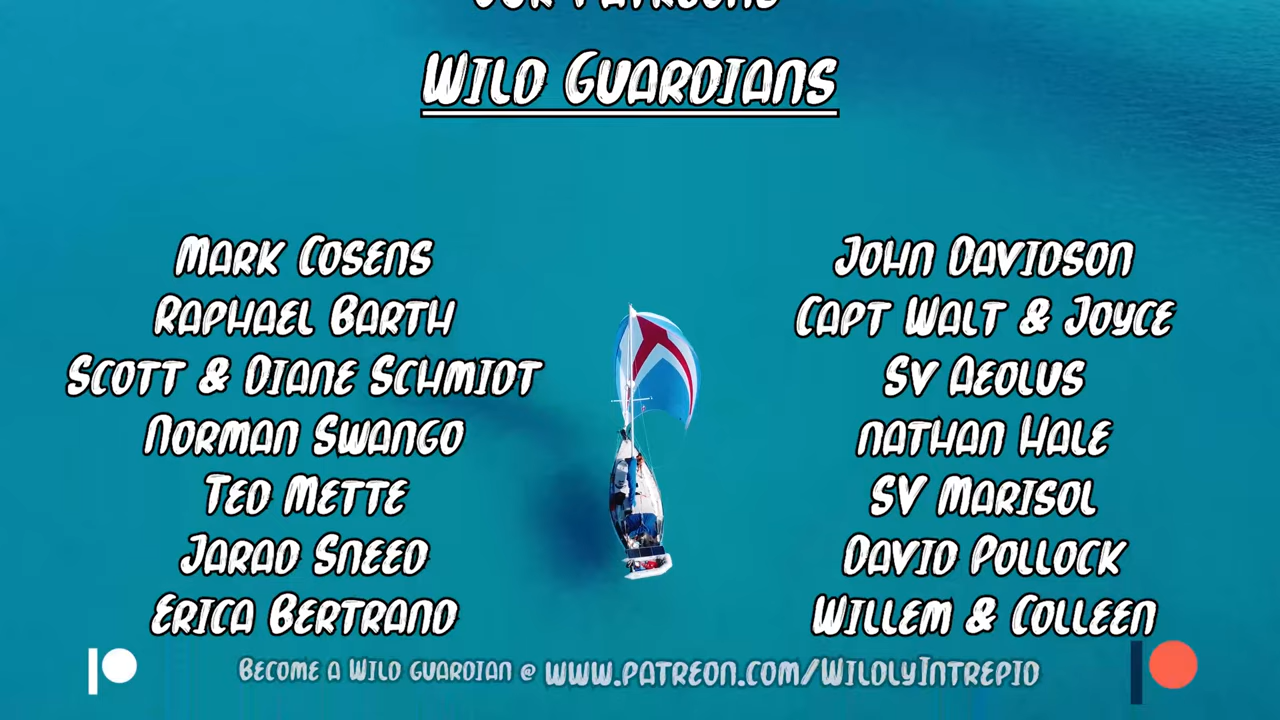 OUR PATREONS
WILD GUARDIANS
MARK COSENS
RAPHAEL BARTH
SCOTT & DIANE SCHMIDT
NORMAN SWANGO
TED METTE
JARAD SNEED
ERICA BERTRAND
JOHN DAVIDSON
CAPT WALT & JOYCE
SV AEOLUS
NATHAN HALE
SV MARISOL
DAVID POLLOCK
WILLEM & COLLEEN
BECOME A WILD GUARDIAN @ WWW.PATREON.COM/WILDLYINTREPID